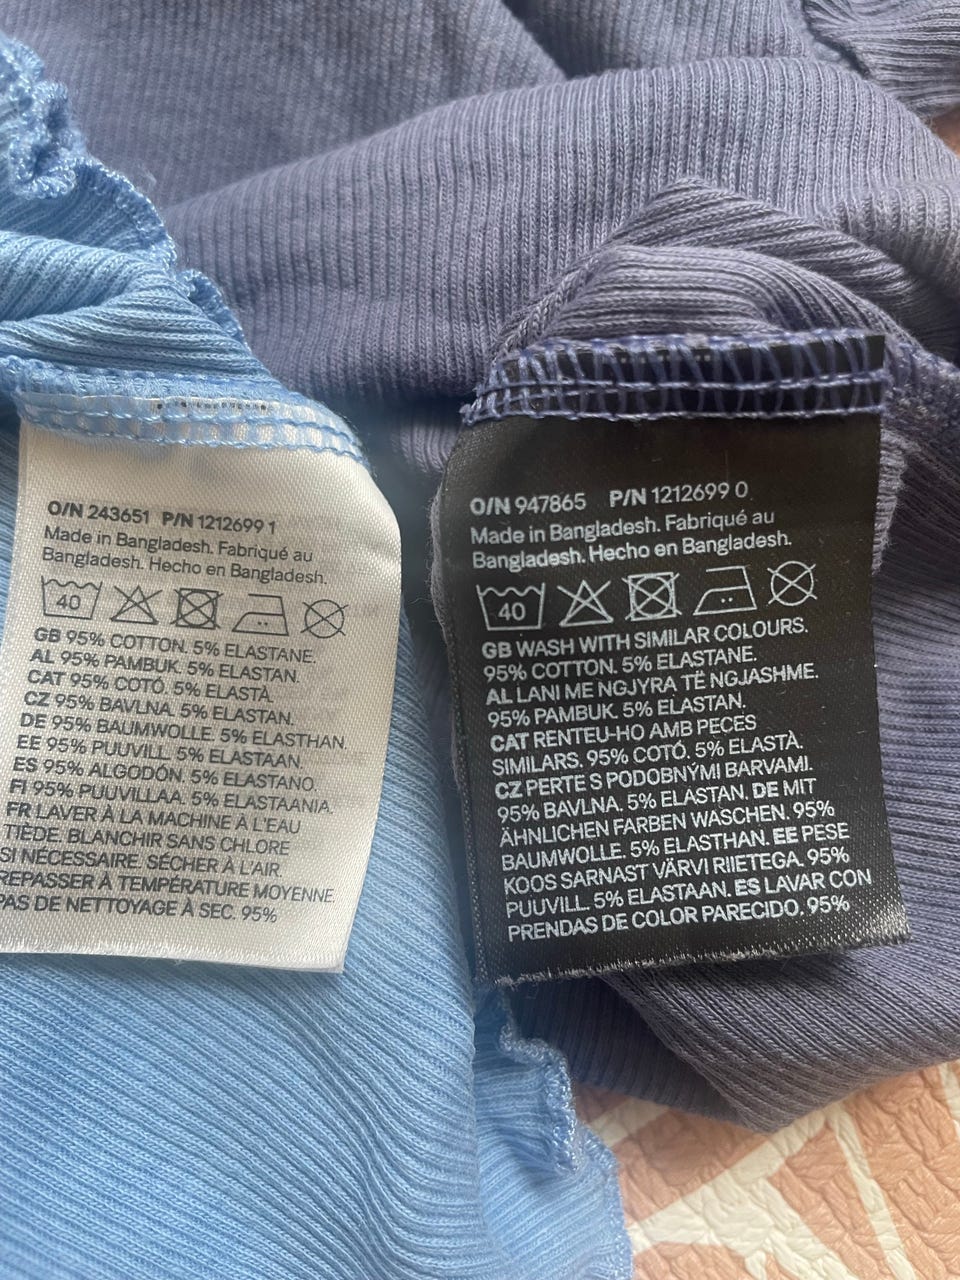 O/N 243651 P/N 1212699 1
Made in Bangladesh. Fabriqué au
Bangladesh. Hecho en Bangladesh.
40
GB 95% COTTON. 5% ELASTANE.
AL 95% PAMBUK. 5% ELASTAN.
CAT 95% COTÓ. 5% ELASTÀ.
CZ 95% BAVLNA. 5% ELASTAN.
DE 95% BAUMWOLLE. 5% ELASTHAN.
EE 95% PUUVILL. 5% ELASTAAN.
ES 95% ALGODÓN. 5% ELASTANO.
FI 95% PUUVILLAA. 5% ELASTAANIA.
FR LAVER À LA MACHINE À L'EAU
TIÈDE. BLANCHIR SANS CHLORE
SI NÉCESSAIRE. SÉCHER À L'AIR.
REPASSER À TEMPÉRATURE MOYENNE.
PAS DE NETTOYAGE À SEC. 95%
O/N 947865 P/N 1212699 0
Made in Bangladesh. Fabriqué au
Bangladesh. Hecho en Bangladesh.
40
GB WASH WITH SIMILAR COLOURS.
95% COTTON. 5% ELASTANE.
AL LANI ME NGJYRA TË NGJASHME.
95% PAMBUK. 5% ELASTAN.
CAT RENTEU-HO AMB PECES
SIMILARS. 95% COTÓ. 5% ELASTÀ.
CZ PERTE S PODOBNÝMI BARVAMI.
95% BAVLNA. 5% ELASTAN. DE MIT
ÄHNLICHEN FARBEN WASCHEN. 95%
BAUMWOLLE. 5% ELASTHAN. EE PESE
KOOS SARNAST VÄRVI RIIETEGA. 95%
PUUVILL. 5% ELASTAAN. ES LAVAR CON
PRENDAS DE COLOR PARECIDO. 95%